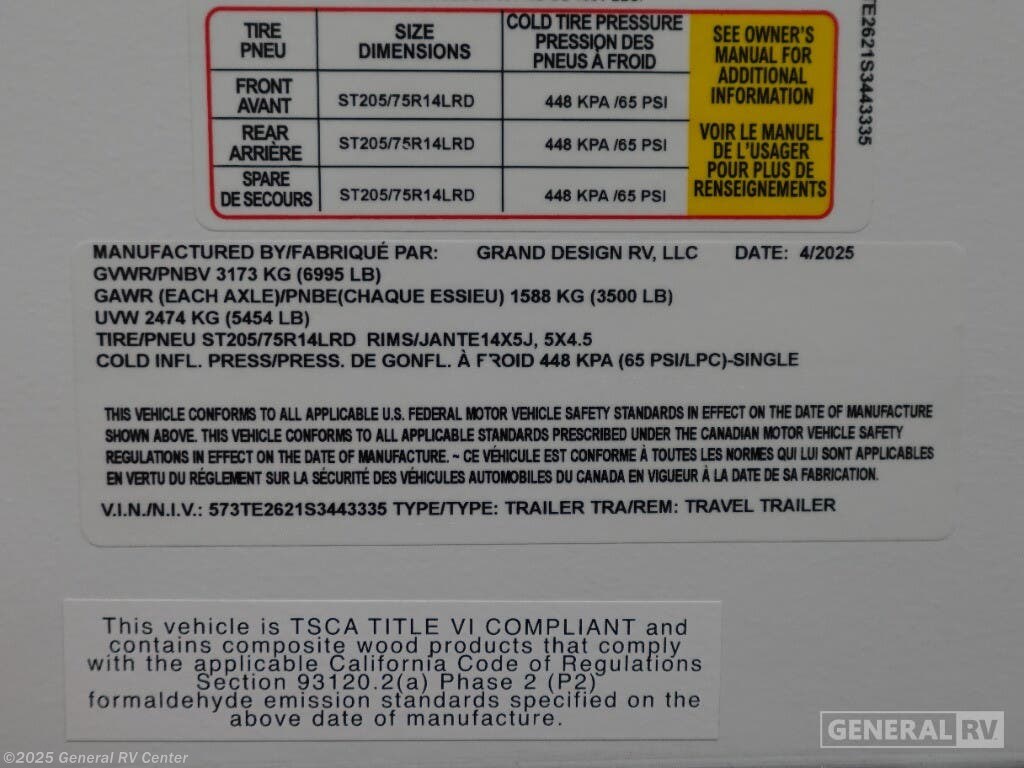 TIRE PNEU SIZE DIMENSIONS COLD TIRE PRESSURE PRESSION DES PNEUS À FROID
FRONT AVANT ST205/75R14LRD 448 KPA /65 PSI
REAR ARRIÈRE ST205/75R14LRD 448 KPA /65 PSI
SPARE DE SECOURS ST205/75R14LRD 448 KPA /65 PSI
SEE OWNER'S
MANUAL FOR
ADDITIONAL
INFORMATION
VOIR LE MANUEL
DE L'USAGER
POUR PLUS DE
RENSEIGNEMENTS
TE2621S3443335
MANUFACTURED BY/FABRIQUÉ PAR: GRAND DESIGN RV, LLC DATE: 4/2025
GVWR/PNBV 3173 KG (6995 LB)
GAWR (EACH AXLE)/PNBE(CHAQUE ESSIEU) 1588 KG (3500 LB)
UVW 2474 KG (5454 LB)
TIRE/PNEU ST205/75R14LRD RIMS/JANTE14X5J, 5X4.5
COLD INFL. PRESS/PRESS. DE GONFL. À FROID 448 KPA (65 PSI/LPC)-SINGLE
THIS VEHICLE CONFORMS TO ALL APPLICABLE U.S. FEDERAL MOTOR VEHICLE SAFETY STANDARDS IN EFFECT ON THE DATE OF MANUFACTURE
SHOWN ABOVE. THIS VEHICLE CONFORMS TO ALL APPLICABLE STANDARDS PRESCRIBED UNDER THE CANADIAN MOTOR VEHICLE SAFETY
REGULATIONS IN EFFECT ON THE DATE OF MANUFACTURE. ~ CE VÉHICULE EST CONFORME À TOUTES LES NORMES QUI LUI SONT APPLICABLES
EN VERTU DU RÉGLEMENT SUR LA SÉCURITÉ DES VÉHICULES AUTOMOBILES DU CANADA EN VIGUEUR À LA DATE DE SA FABRICATION.
V.I.N./N.I.V.: 573TE2621S3443335 TYPE/TYPE: TRAILER TRA/REM: TRAVEL TRAILER
This vehicle is TSCA TITLE VI COMPLIANT and
contains composite wood products that comply
with the applicable California Code of Regulations
Section 93120.2(a) Phase 2 (P2)
formaldehyde emission standards specified on the
above date of manufacture.
GENERAL RV
©2025 General RV Center